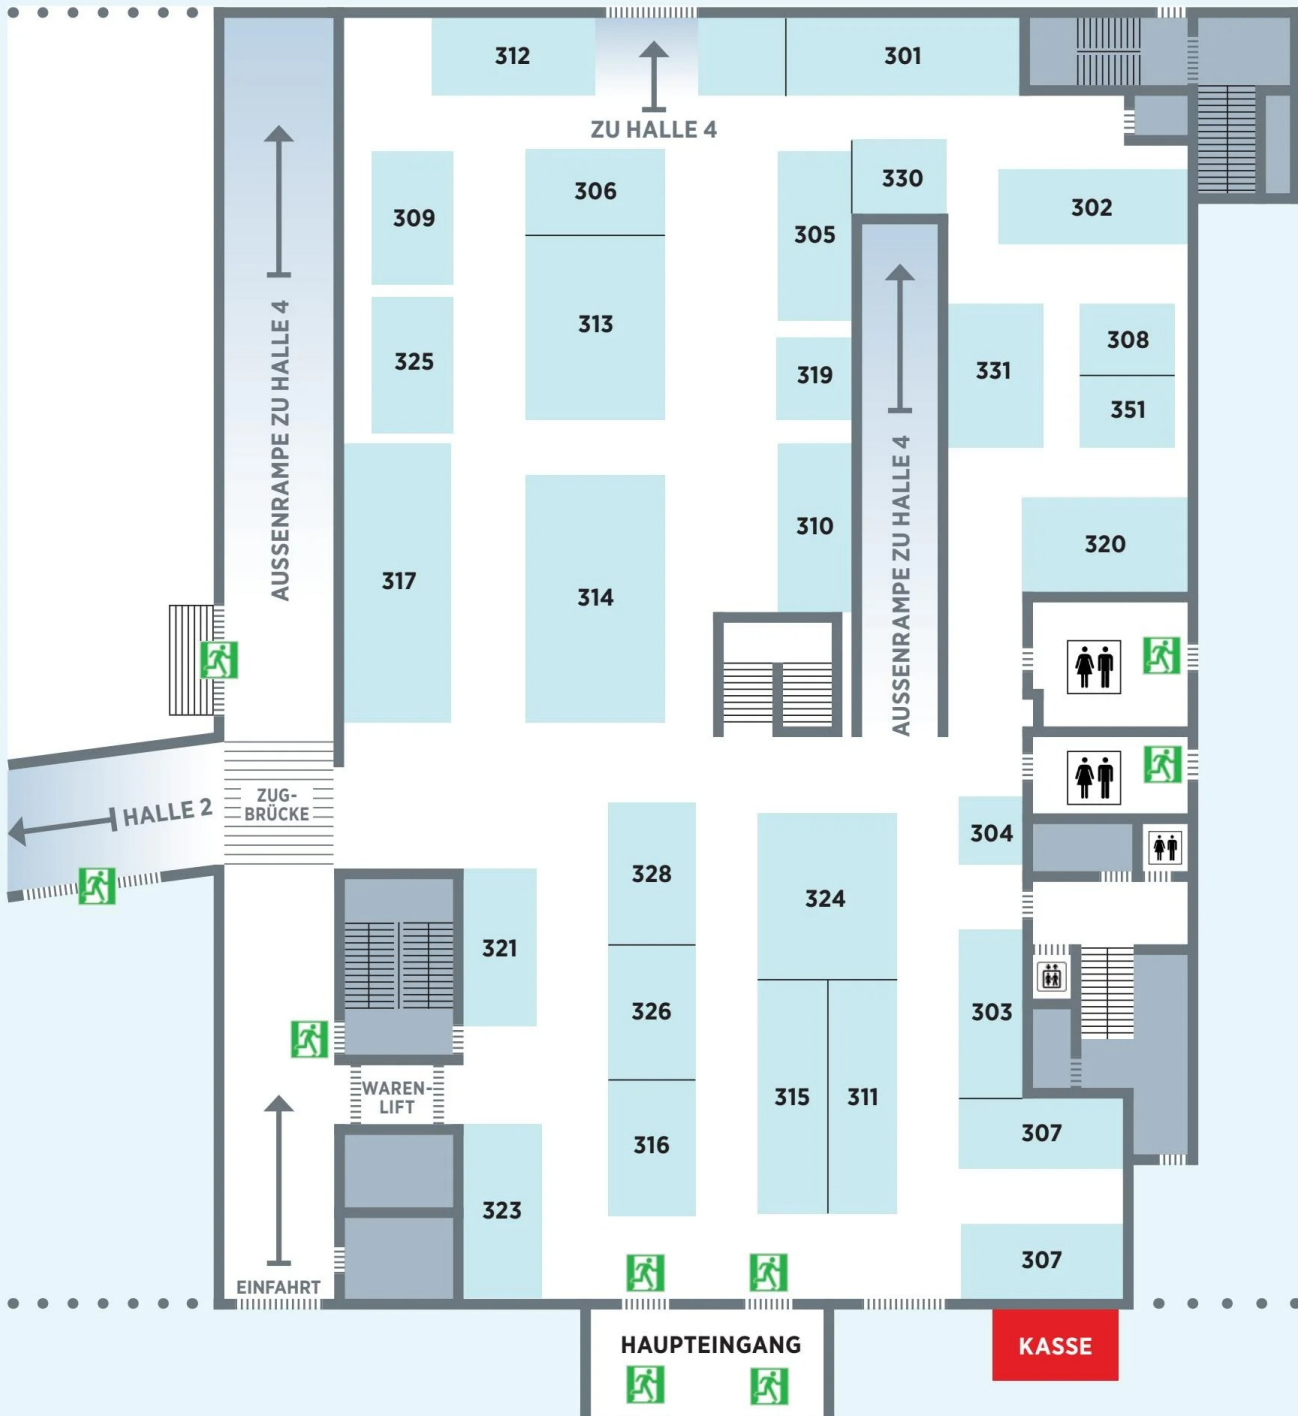 312
301
ZU HALLE 4
306
330
309
305
302
313
325
319
331
308
351
AUSSENRAMPE ZU HALLE 4
AUSSENRAMPE ZU HALLE 4
310
320
317
314
HALLE 2
ZUG-
BRÜCKE
304
328
324
321
326
303
WAREN-
LIFT
315
311
307
316
323
307
EINFAHRT
HAUPTEINGANG
KASSE